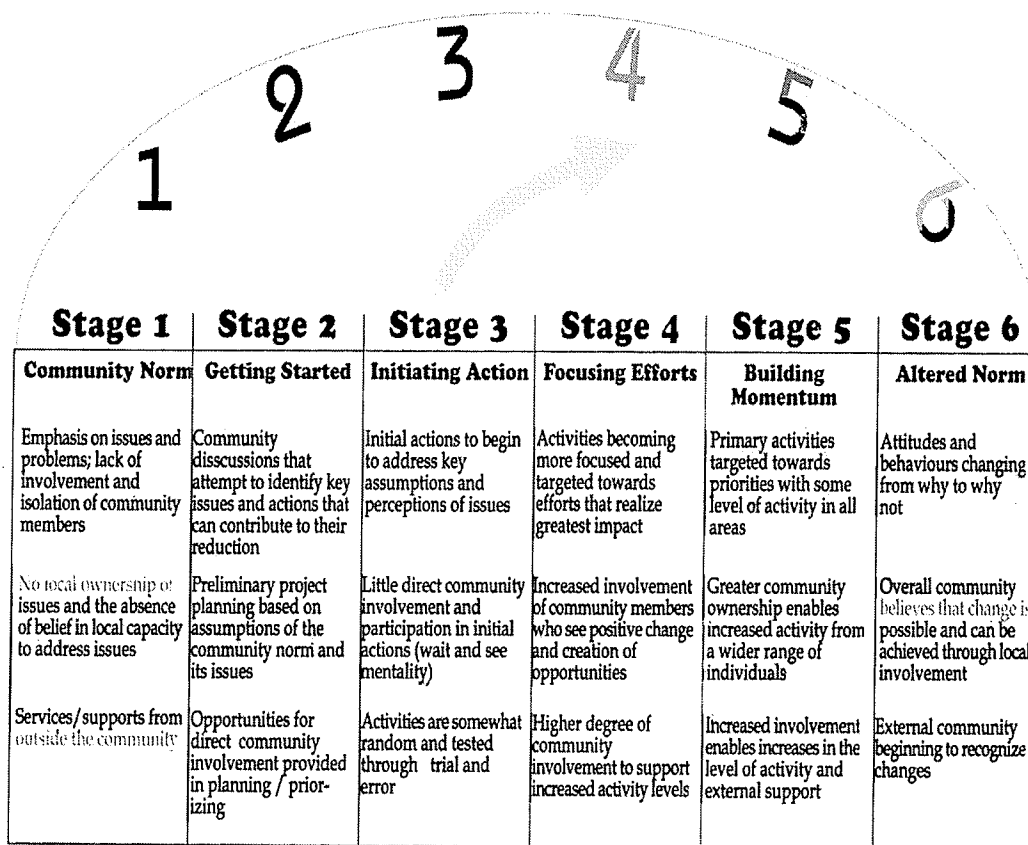 1
2
3
4
5
6
Stage 1
Stage 2
Stage 3
Stage 4
Stage 5
Stage 6
Community Norm
Getting Started
Initiating Action
Focusing Efforts
Building
Momentum
Altered Norm
Emphasis on issues and
problems; lack of
involvement and
isolation of community
members
Community
disscussions that
attempt to identify key
issues and actions that
can contribute to their
reduction
Initial actions to begin
to address key
assumptions and
perceptions of issues
Activities becoming
more focused and
targeted towards
efforts that realize
greatest impact
Primary activities
targeted towards
priorities with some
level of activity in all
areas
Attitudes and
behaviours changing
from why to why
not
No local ownership of
issues and the absence
of belief in local capacity
to address issues
Preliminary project
planning based on
assumptions of the
community norm and
its issues
Little direct community
involvement and
participation in initial
actions (wait and see
mentality)
Increased involvement
of community members
who see positive change
and creation of
opportunities
Greater community
ownership enables
increased activity from
a wider range of
individuals
Overall community
believes that change is
possible and can be
achieved through local
involvement
Services/supports from
outside the community
Opportunities for
direct community
involvement provided
in planning / prior-
izing
Activities are somewhat
random and tested
through trial and
error
Higher degree of
community
involvement to support
increased activity levels
Increased involvement
enables increases in the
level of activity and
external support
External community
beginning to recognize
changes